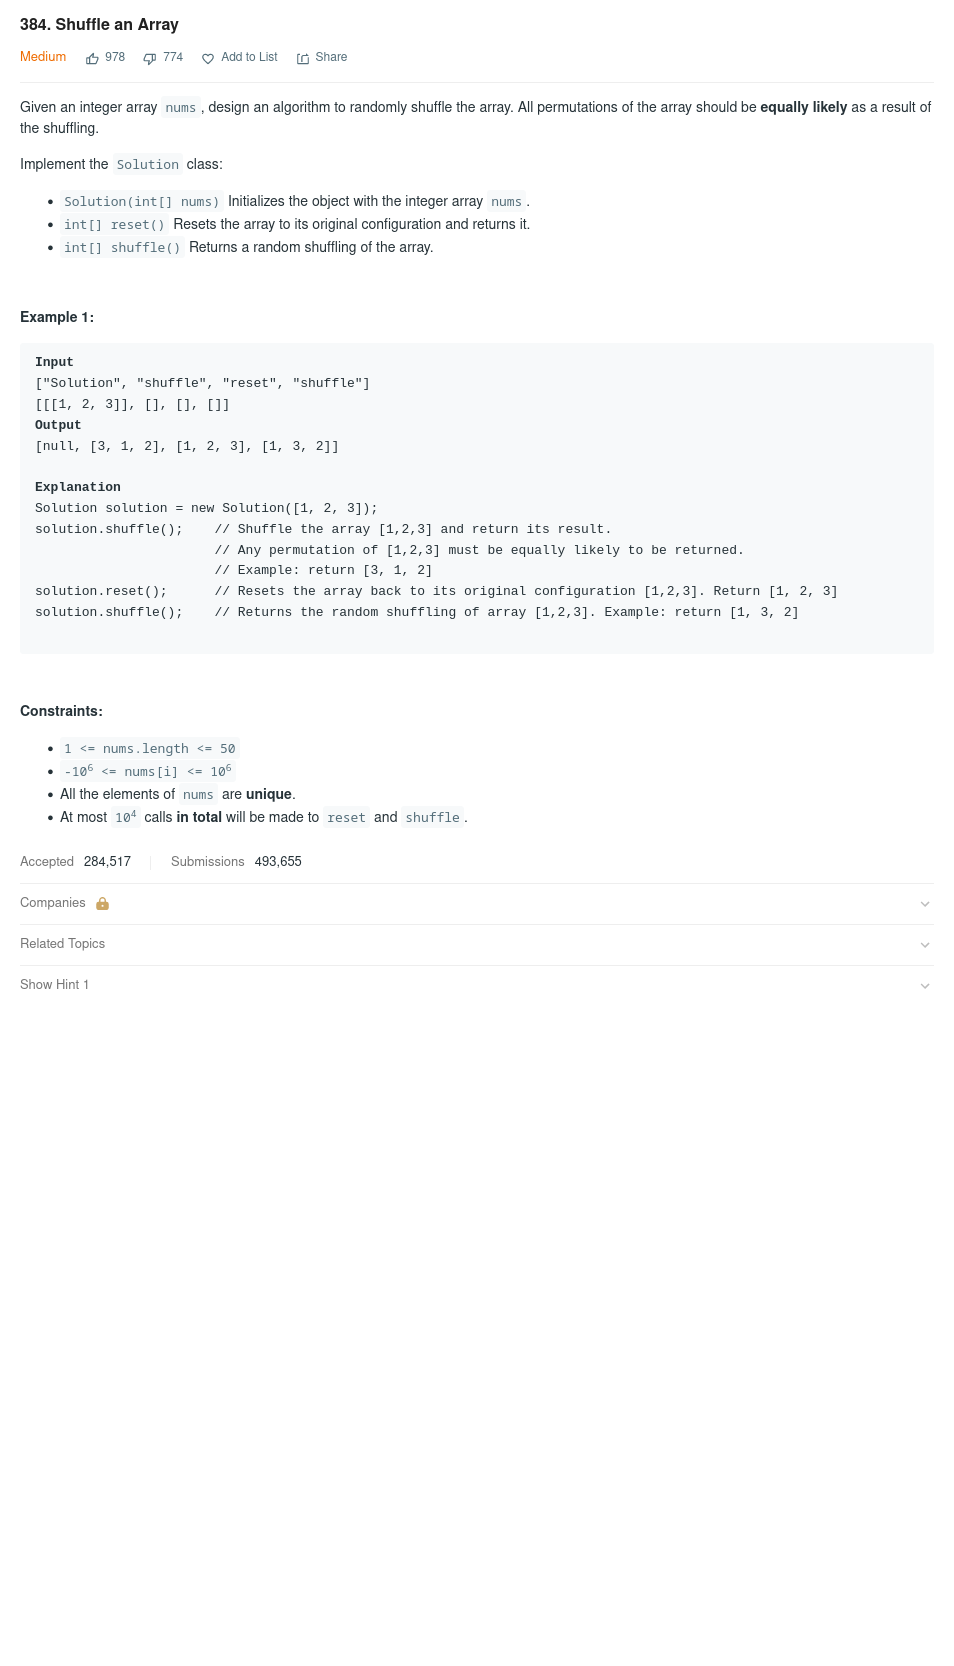 384. Shuffle an Array
Medium 978 774 Add to List Share
Given an integer array nums, design an algorithm to randomly shuffle the array. All permutations of the array should be equally likely as a result of
the shuffling.
Implement the Solution class:
• Solution(int[] nums) Initializes the object with the integer array nums.
• int[] reset() Resets the array to its original configuration and returns it.
• int[] shuffle() Returns a random shuffling of the array.
Example 1:
Input
["Solution", "shuffle", "reset", "shuffle"]
[[[1, 2, 3]], [], [], []]
Output
[null, [3, 1, 2], [1, 2, 3], [1, 3, 2]]
Explanation
Solution solution = new Solution([1, 2, 3]);
solution.shuffle();    // Shuffle the array [1,2,3] and return its result.
                       // Any permutation of [1,2,3] must be equally likely to be returned.
                       // Example: return [3, 1, 2]
solution.reset();      // Resets the array back to its original configuration [1,2,3]. Return [1, 2, 3]
solution.shuffle();    // Returns the random shuffling of array [1,2,3]. Example: return [1, 3, 2]
Constraints:
• 1 <= nums.length <= 50
• -10⁶ <= nums[i] <= 10⁶
• All the elements of nums are unique.
• At most 10⁴ calls in total will be made to reset and shuffle.
Accepted 284,517 Submissions 493,655
Companies
Related Topics
Show Hint 1